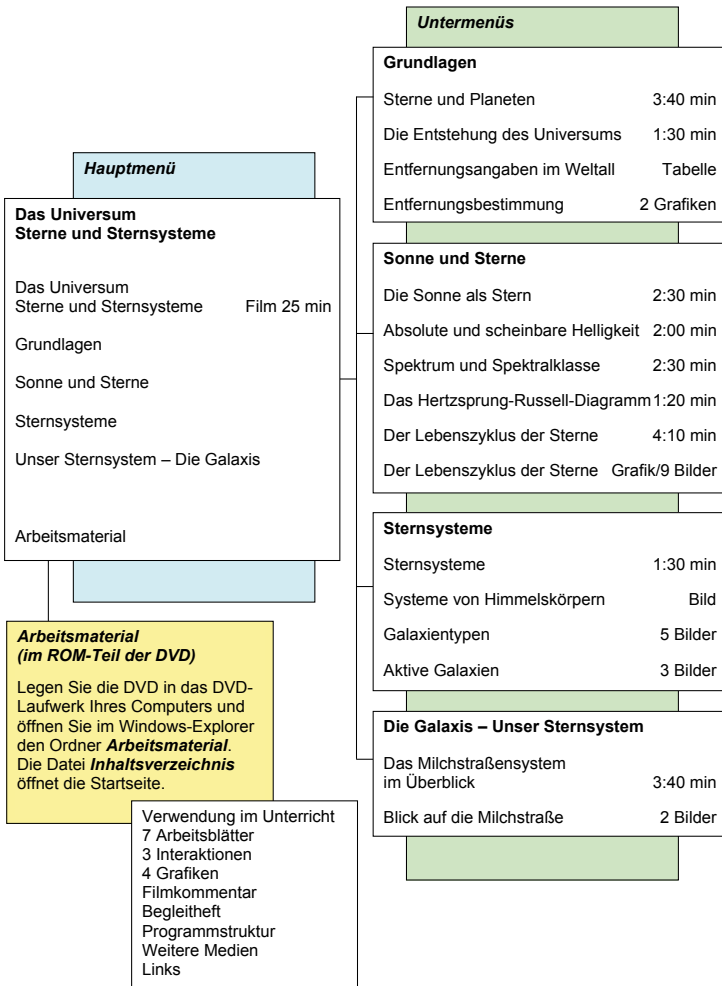 Hauptmenü
Das Universum
Sterne und Sternsysteme
Das Universum
Sterne und Sternsysteme Film 25 min
Grundlagen
Sonne und Sterne
Sternsysteme
Unser Sternsystem – Die Galaxis
Arbeitsmaterial
Arbeitsmaterial
(im ROM-Teil der DVD)
Legen Sie die DVD in das DVD-
Laufwerk Ihres Computers und
öffnen Sie im Windows-Explorer
den Ordner Arbeitsmaterial.
Die Datei Inhaltsverzeichnis
öffnet die Startseite.
Verwendung im Unterricht
7 Arbeitsblätter
3 Interaktionen
4 Grafiken
Filmkommentar
Begleitheft
Programmstruktur
Weitere Medien
Links
Untermenüs
Grundlagen
Sterne und Planeten 3:40 min
Die Entstehung des Universums 1:30 min
Entfernungsangaben im Weltall Tabelle
Entfernungsbestimmung 2 Grafiken
Sonne und Sterne
Die Sonne als Stern 2:30 min
Absolute und scheinbare Helligkeit 2:00 min
Spektrum und Spektralklasse 2:30 min
Das Hertzsprung-Russell-Diagramm 1:20 min
Der Lebenszyklus der Sterne 4:10 min
Der Lebenszyklus der Sterne Grafik/9 Bilder
Sternsysteme
Sternsysteme 1:30 min
Systeme von Himmelskörpern Bild
Galaxientypen 5 Bilder
Aktive Galaxien 3 Bilder
Die Galaxis – Unser Sternsystem
Das Milchstraßensystem
im Überblick 3:40 min
Blick auf die Milchstraße 2 Bilder